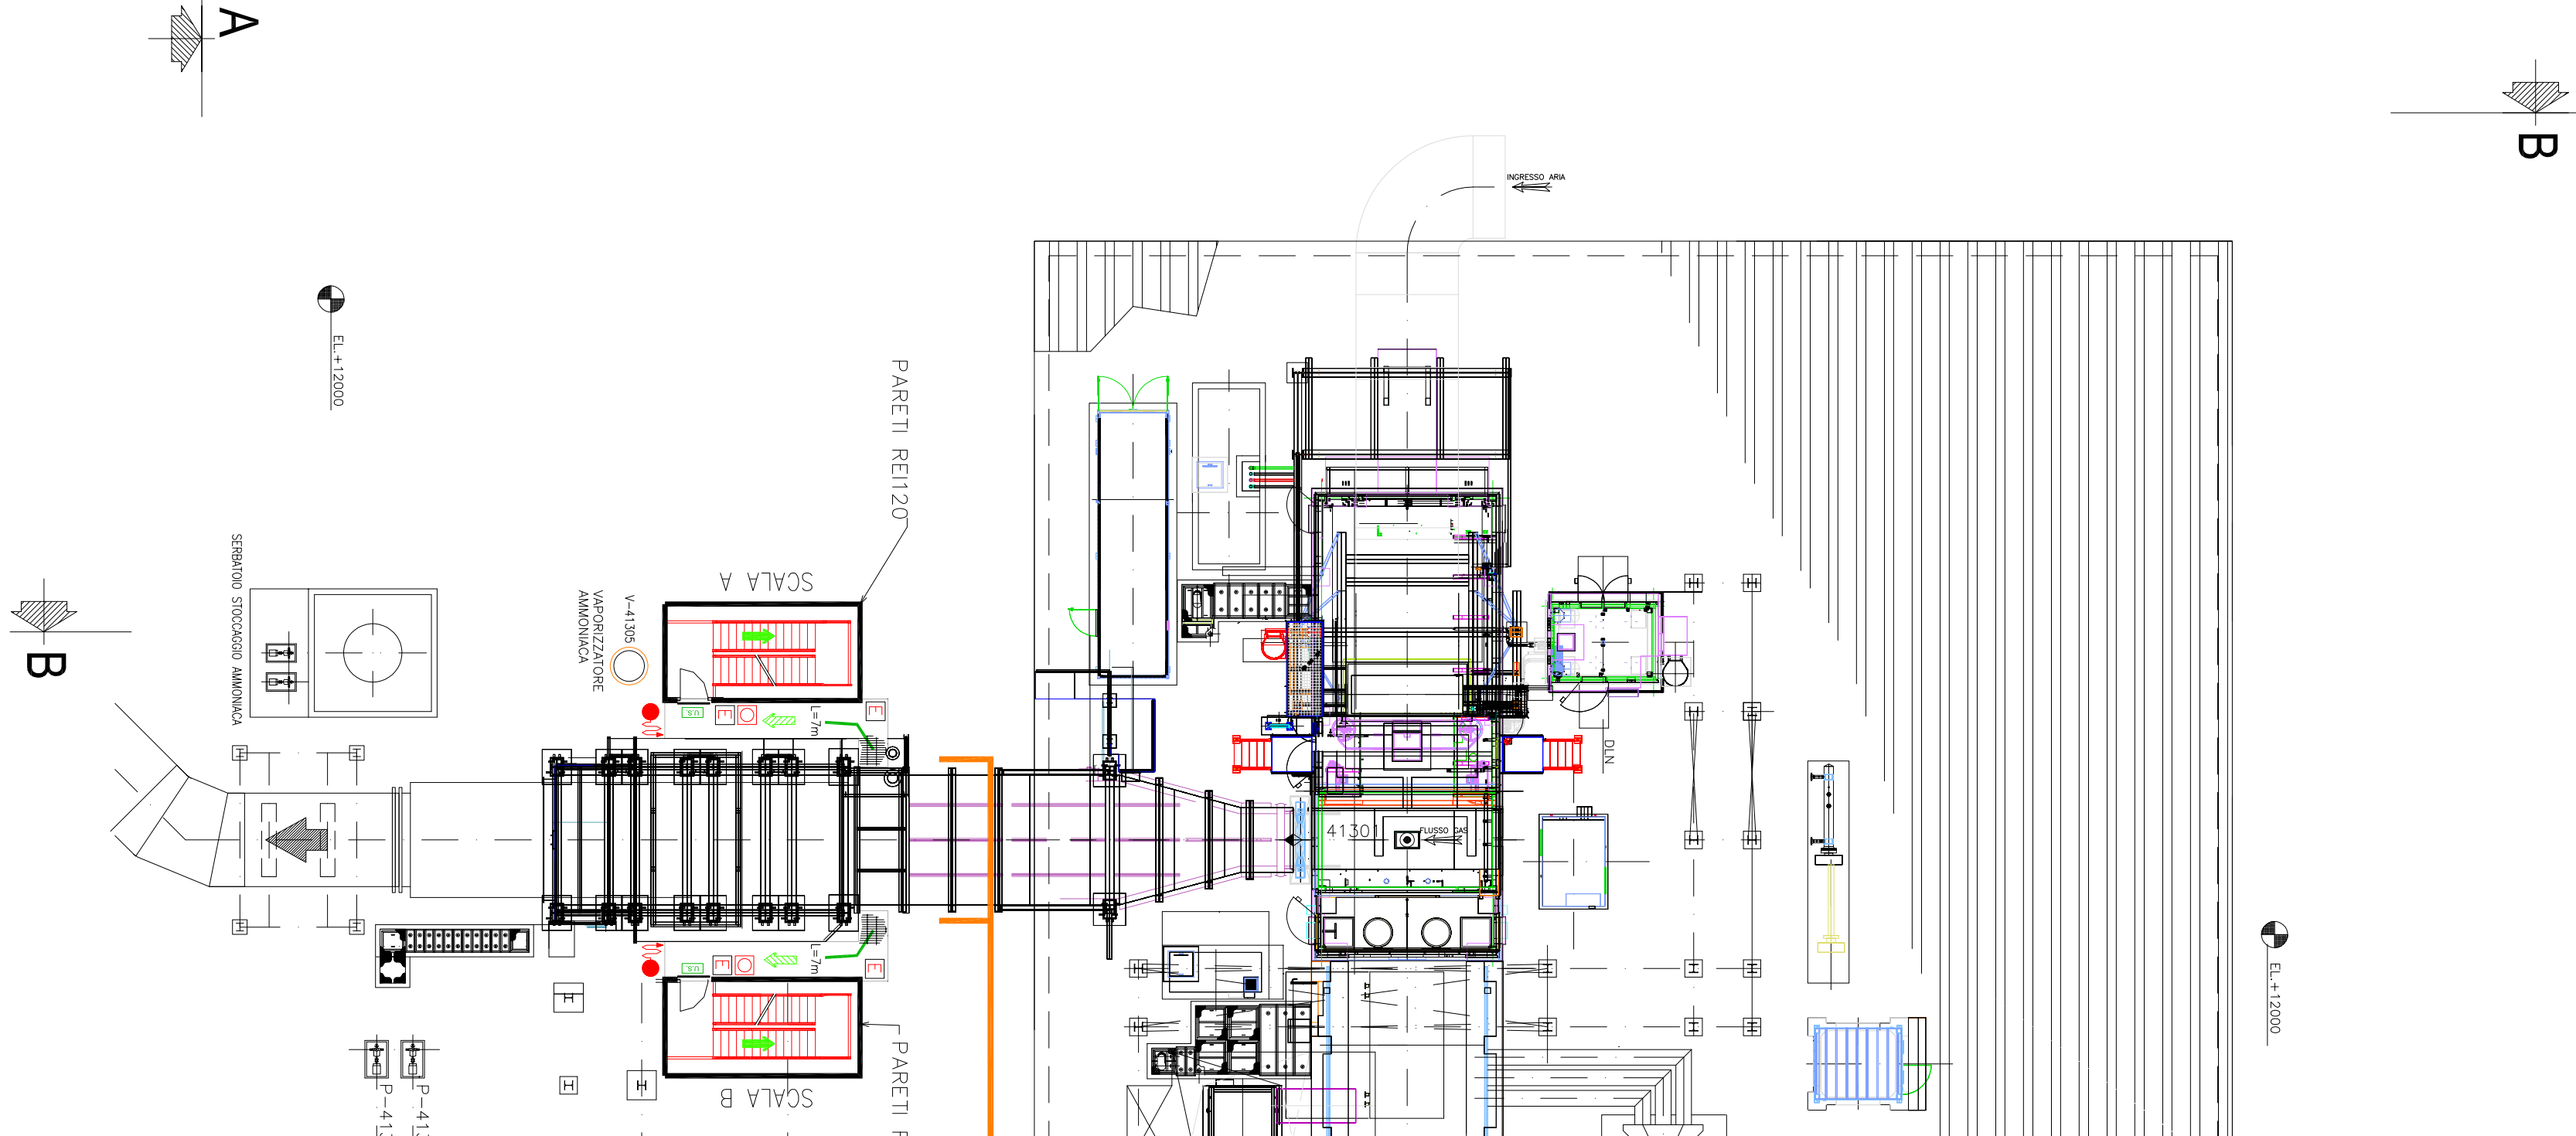 A
B
INGRESSO ARIA
EL.+12000
PARETI REI120
SERBATOIO STOCCAGGIO AMMONIACA
SCALA A
V-41305
VAPORIZZATORE
AMMONIACA
B
U.S.
E
L=7m
E
DLN
41301
FLUSSO GAS
U.S.
E
L=7m
E
EL.+12000
H
H
H
SCALA B
PARETI